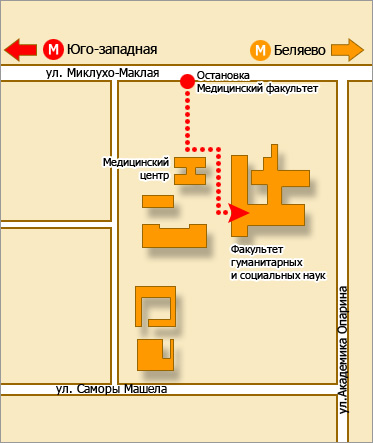 М Юго-западная
М Беляево
ул. Миклухо-Маклая
Остановка
Медицинский факультет
Медицинский
центр
Факультет
гуманитарных
и социальных наук
ул.Академика Опарина
ул. Саморы Машела